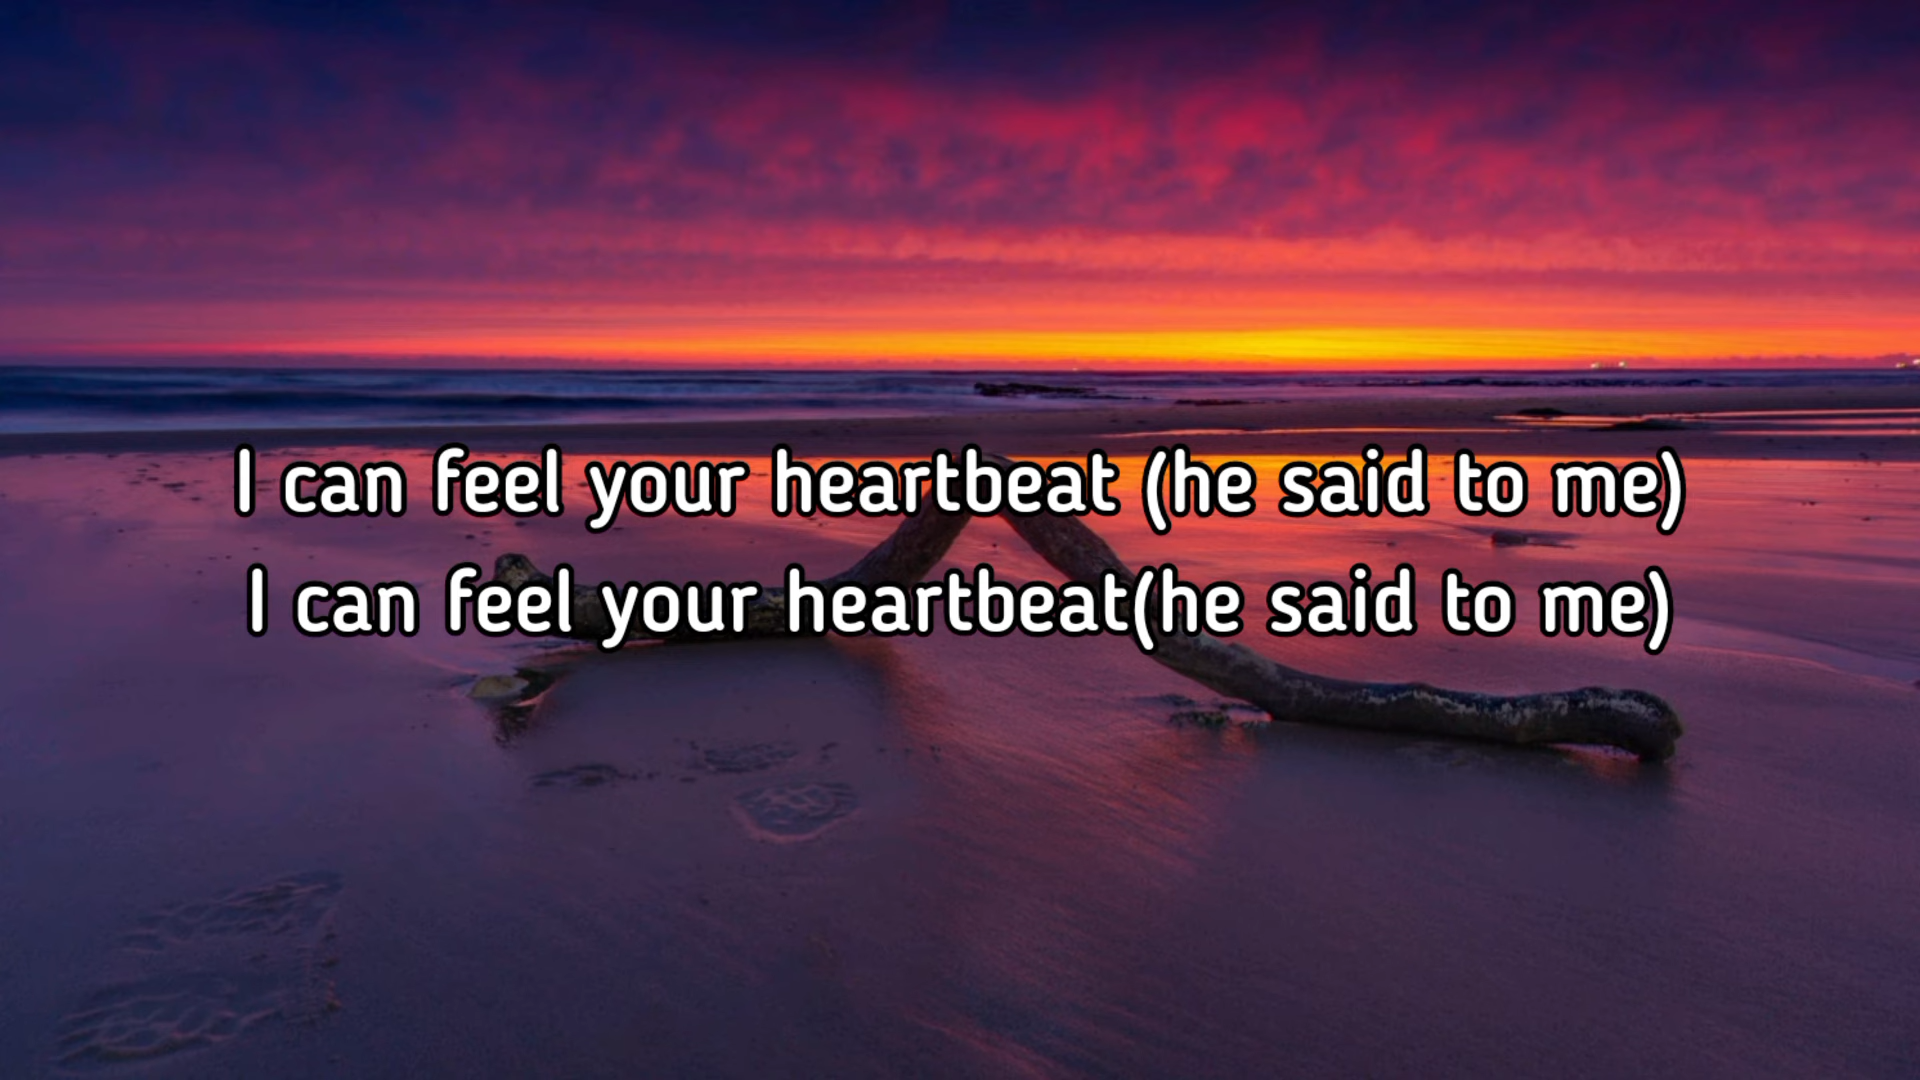 I can feel your heartbeat (he said to me)
I can feel your heartbeat(he said to me)